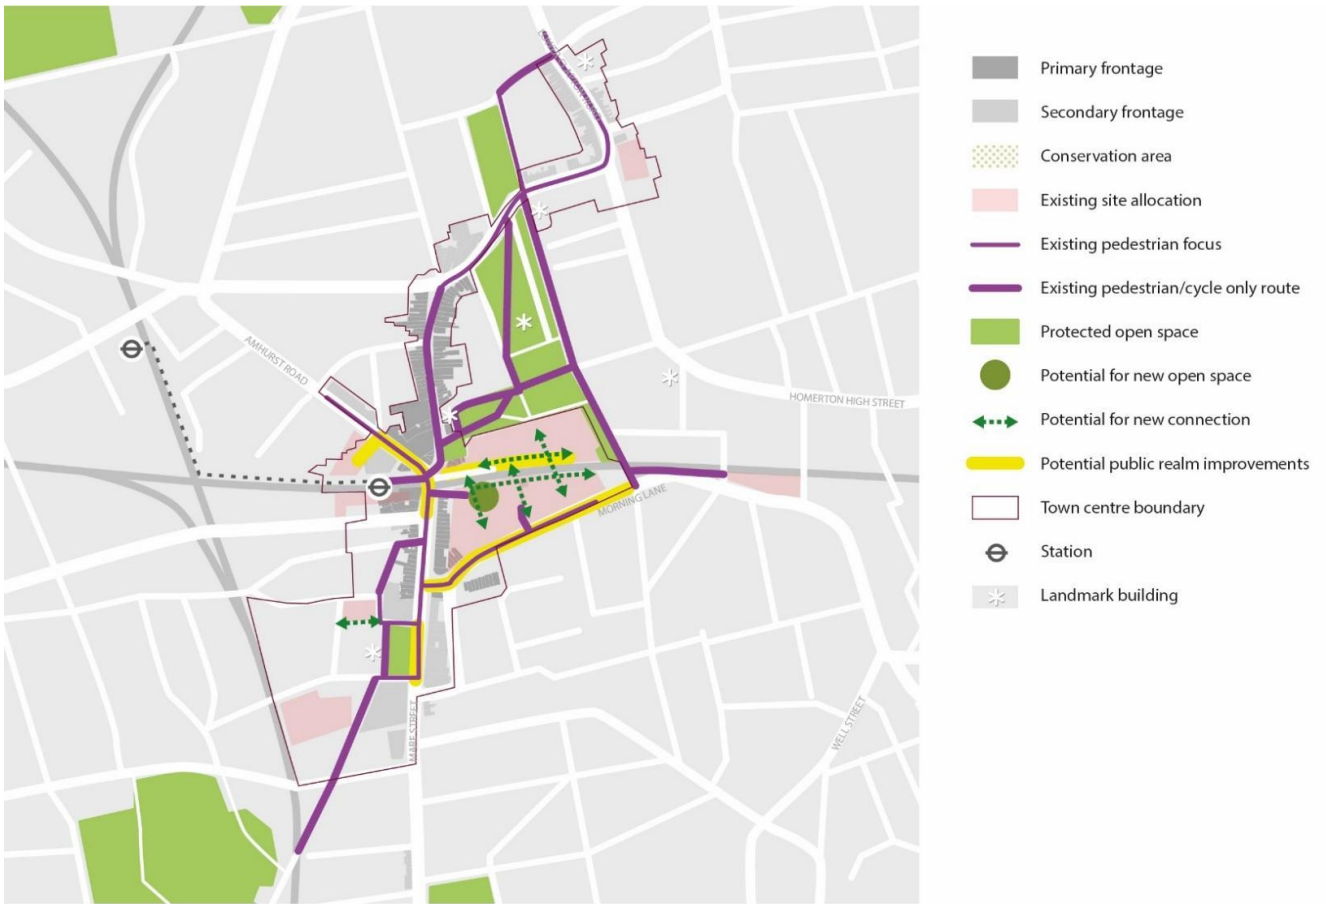 AMHURST ROAD
HOMERTON HIGH STREET
MORNING LANE
MARE STREET
WELL STREET
Primary frontage
Secondary frontage
Conservation area
Existing site allocation
Existing pedestrian focus
Existing pedestrian/cycle only route
Protected open space
Potential for new open space
Potential for new connection
Potential public realm improvements
Town centre boundary
Station
Landmark building